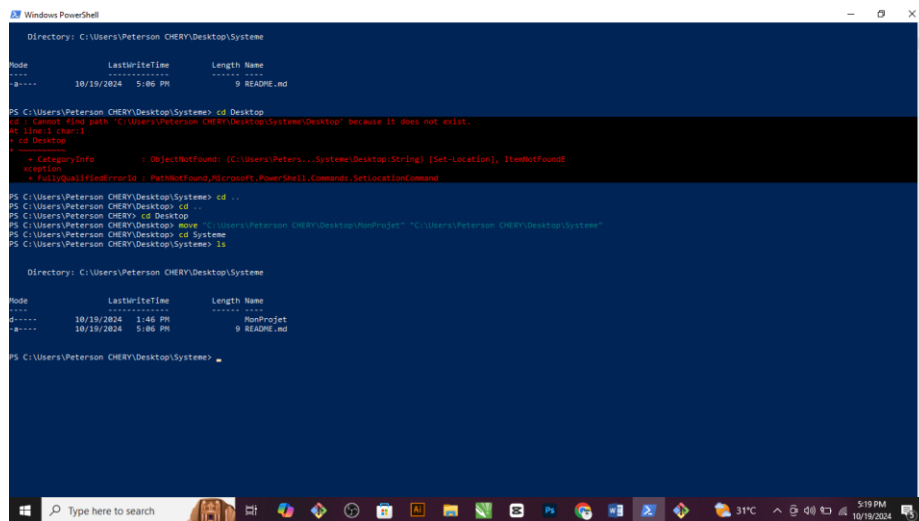 Windows PowerShell
Directory: C:\Users\Peterson CHERY\Desktop\Systeme
Mode LastWriteTime Length Name
---- ------------- ------ ----
-a---- 10/19/2024 5:06 PM 9 README.md
PS C:\Users\Peterson CHERY\Desktop\Systeme> cd Desktop
cd : Cannot find path 'C:\Users\Peterson CHERY\Desktop\Systeme\Desktop' because it does not exist.
At line:1 char:1
+ cd Desktop
+ ~~~~~~~~~~
+ CategoryInfo : ObjectNotFound: (C:\Users\Peters...Systeme\Desktop:String) [Set-Location], ItemNotFoundE
xception
+ FullyQualifiedErrorId : PathNotFound,Microsoft.PowerShell.Commands.SetLocationCommand
PS C:\Users\Peterson CHERY\Desktop\Systeme> cd ..
PS C:\Users\Peterson CHERY\Desktop> cd ..
PS C:\Users\Peterson CHERY> cd Desktop
PS C:\Users\Peterson CHERY\Desktop> move "C:\Users\Peterson CHERY\Desktop\MonProjet" "C:\Users\Peterson CHERY\Desktop\Systeme"
PS C:\Users\Peterson CHERY\Desktop> cd Systeme
PS C:\Users\Peterson CHERY\Desktop\Systeme> ls
Directory: C:\Users\Peterson CHERY\Desktop\Systeme
Mode LastWriteTime Length Name
---- ------------- ------ ----
d----- 10/19/2024 1:46 PM MonProjet
-a---- 10/19/2024 5:06 PM 9 README.md
PS C:\Users\Peterson CHERY\Desktop\Systeme> _
Type here to search
Ai
Ps
31°C
5:19 PM
10/19/2024